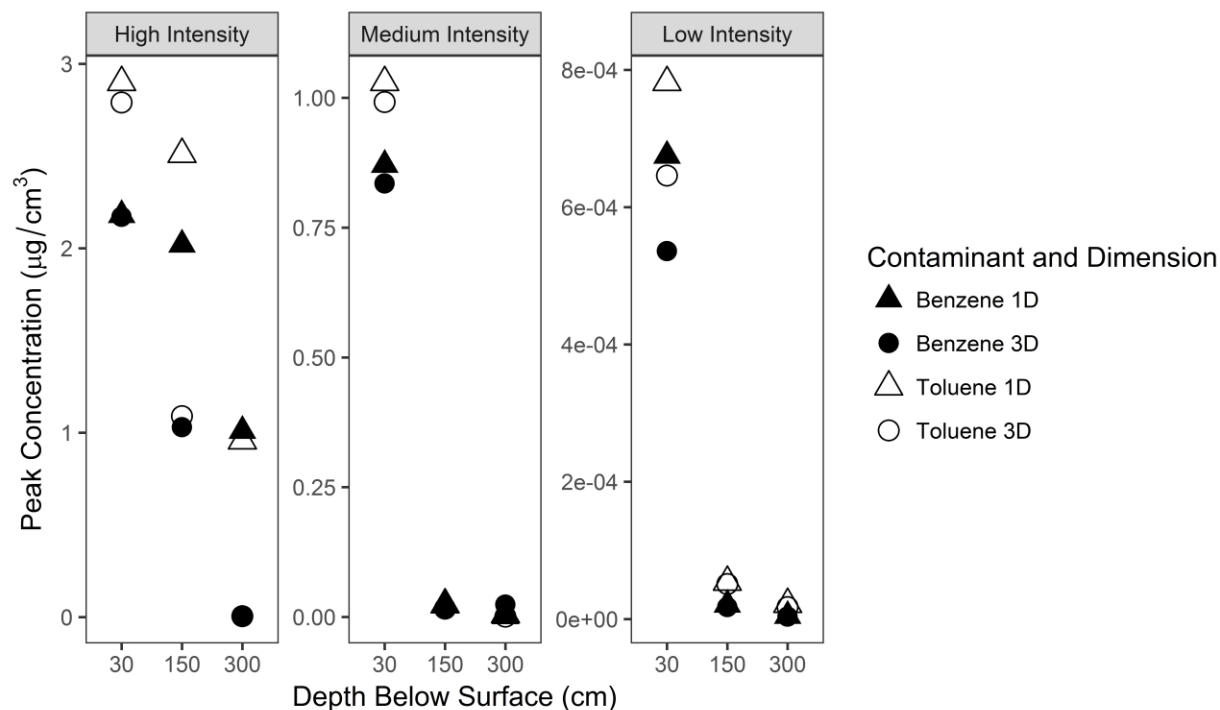 High Intensity
Medium Intensity
Low Intensity
Peak Concentration (μg/cm³)
3
2
1
0
1.00
0.75
0.50
0.25
0.00
8e-04
6e-04
4e-04
2e-04
0e+00
30 150 300
30 150 300
30 150 300
Depth Below Surface (cm)
Contaminant and Dimension
Benzene 1D
Benzene 3D
Toluene 1D
Toluene 3D